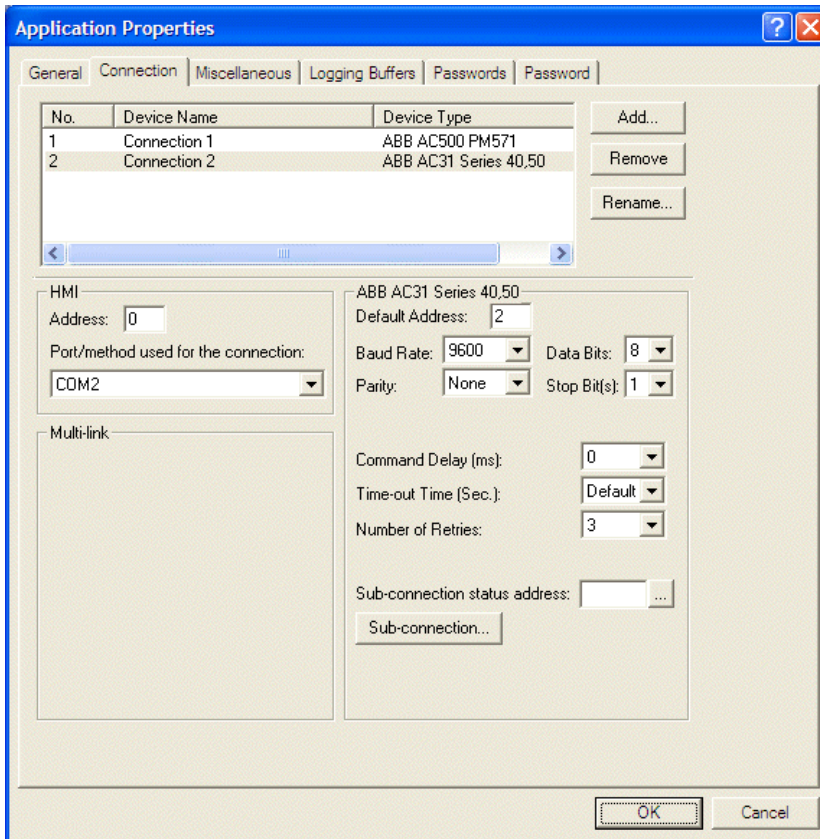 Application Properties
General Connection Miscellaneous Logging Buffers Passwords Password
No. Device Name Device Type
1 Connection 1 ABB AC500 PM571
2 Connection 2 ABB AC31 Series 40,50
Add...
Remove
Rename...
HMI
Address: 0
Port/method used for the connection:
COM2
Multi-link
ABB AC31 Series 40,50
Default Address: 2
Baud Rate: 9600 Data Bits: 8
Parity: None Stop Bit(s): 1
Command Delay (ms): 0
Time-out Time (Sec.): Default
Number of Retries: 3
Sub-connection status address: ...
Sub-connection...
OK Cancel